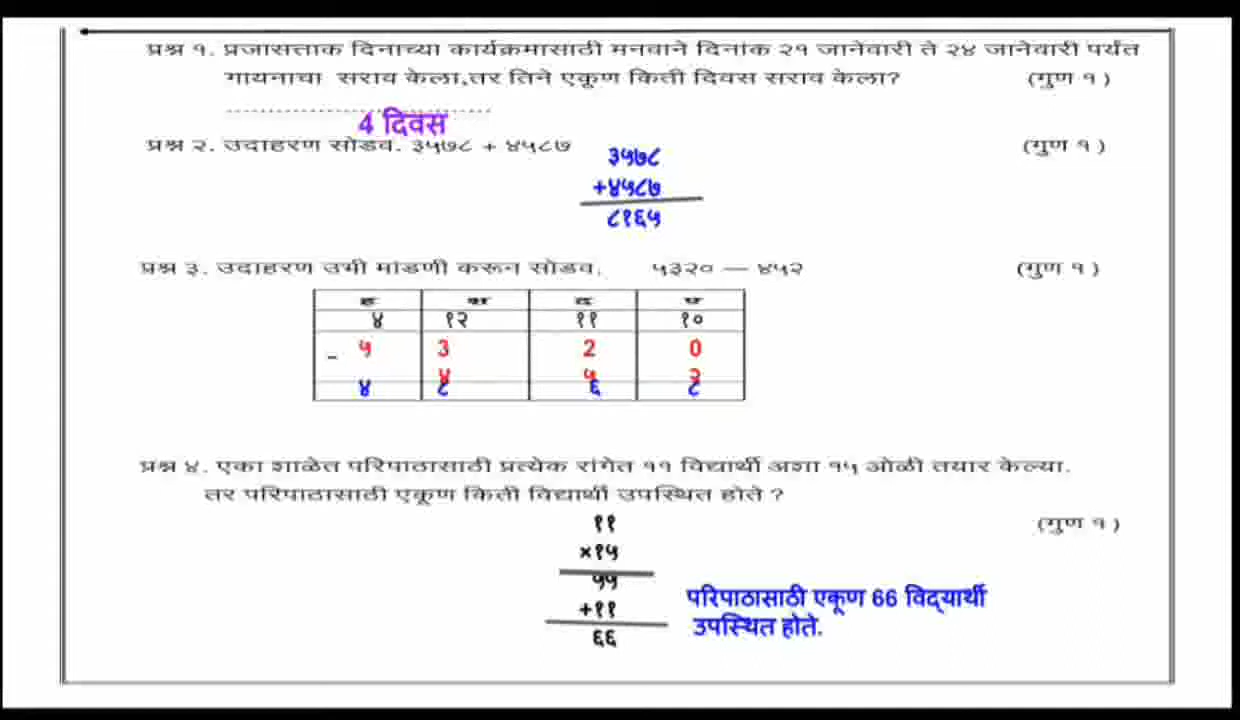 प्रश्न १. प्रजासत्ताक दिनाच्या कार्यक्रमासाठी मनवाने दिनांक २१ जानेवारी ते २४ जानेवारी पर्यंत
गायनाचा सराव केला,तर तिने एकूण किती दिवस सराव केला? (गुण १)
................................
4 दिवस
प्रश्न २. उदाहरण सोडव. ३५७८ + ४५८७ (गुण १)
३५७८
+४५८७
८१६५
प्रश्न ३. उदाहरण उभी मांडणी करून सोडव. ५३२० — ४५२ (गुण १)
ह श द ए
४ १२ ११ १०
- ५ 3 2 0
४ ५ २
४ ८ ६ ८
प्रश्न ४. एका शाळेत परिपाठासाठी प्रत्येक रांगेत ११ विद्यार्थी अशा १५ ओळी तयार केल्या.
तर परिपाठासाठी एकूण किती विद्यार्थी उपस्थित होते ?
(गुण १)
११
×१५
५५
+११
६६
परिपाठासाठी एकूण 66 विद्यार्थी
उपस्थित होते.